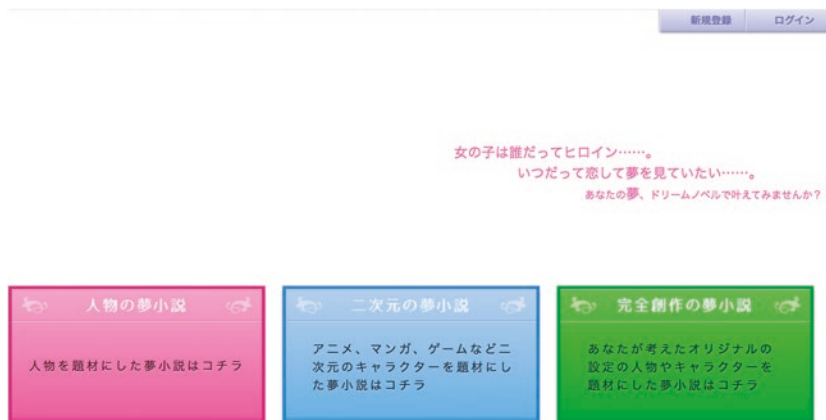 新規登録 ログイン
女の子は誰だってヒロイン……。
いつだって恋して夢を見ていたい……。
あなたの夢、ドリームノベルで叶えてみませんか？
人物の夢小説
人物を題材にした夢小説はコチラ
二次元の夢小説
アニメ、マンガ、ゲームなど二
次元のキャラクターを題材にし
た夢小説はコチラ
完全創作の夢小説
あなたが考えたオリジナルの
設定の人物やキャラクターを
題材にした夢小説はコチラ